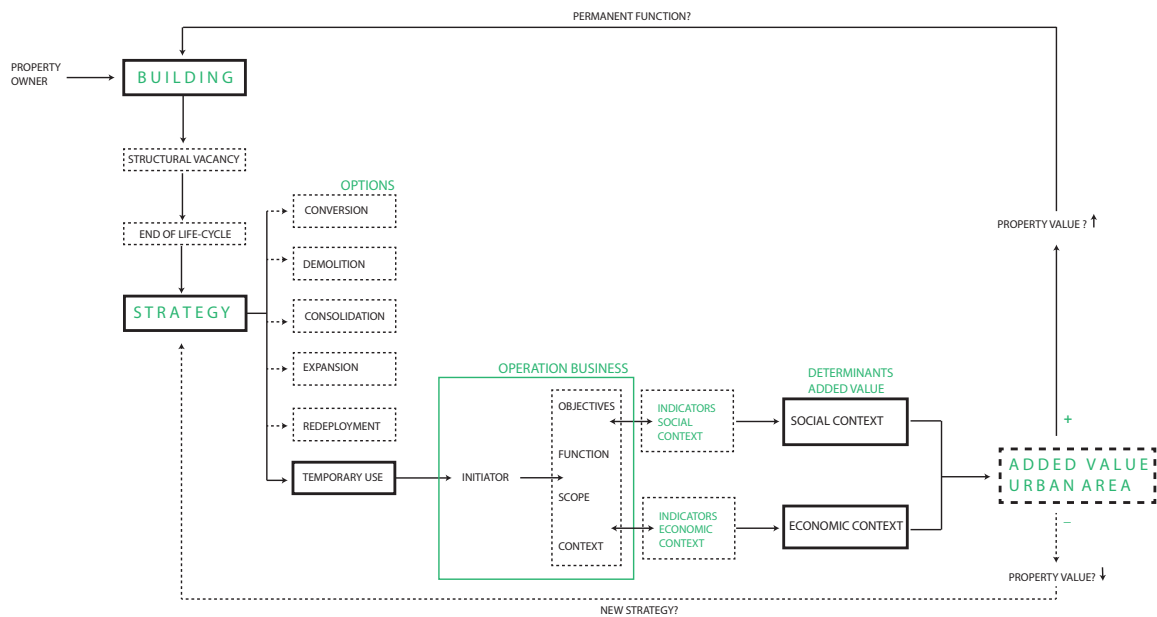 PERMANENT FUNCTION?
PROPERTY
OWNER
BUILDING
STRUCTURAL VACANCY
END OF LIFE-CYCLE
STRATEGY
OPTIONS
CONVERSION
DEMOLITION
CONSOLIDATION
EXPANSION
REDEPLOYMENT
TEMPORARY USE
OPERATION BUSINESS
INITIATOR
OBJECTIVES
FUNCTION
SCOPE
CONTEXT
INDICATORS
SOCIAL
CONTEXT
INDICATORS
ECONOMIC
CONTEXT
DETERMINANTS
ADDED VALUE
SOCIAL CONTEXT
ECONOMIC CONTEXT
PROPERTY VALUE ?
+
ADDED VALUE
URBAN AREA
–
PROPERTY VALUE?
NEW STRATEGY?